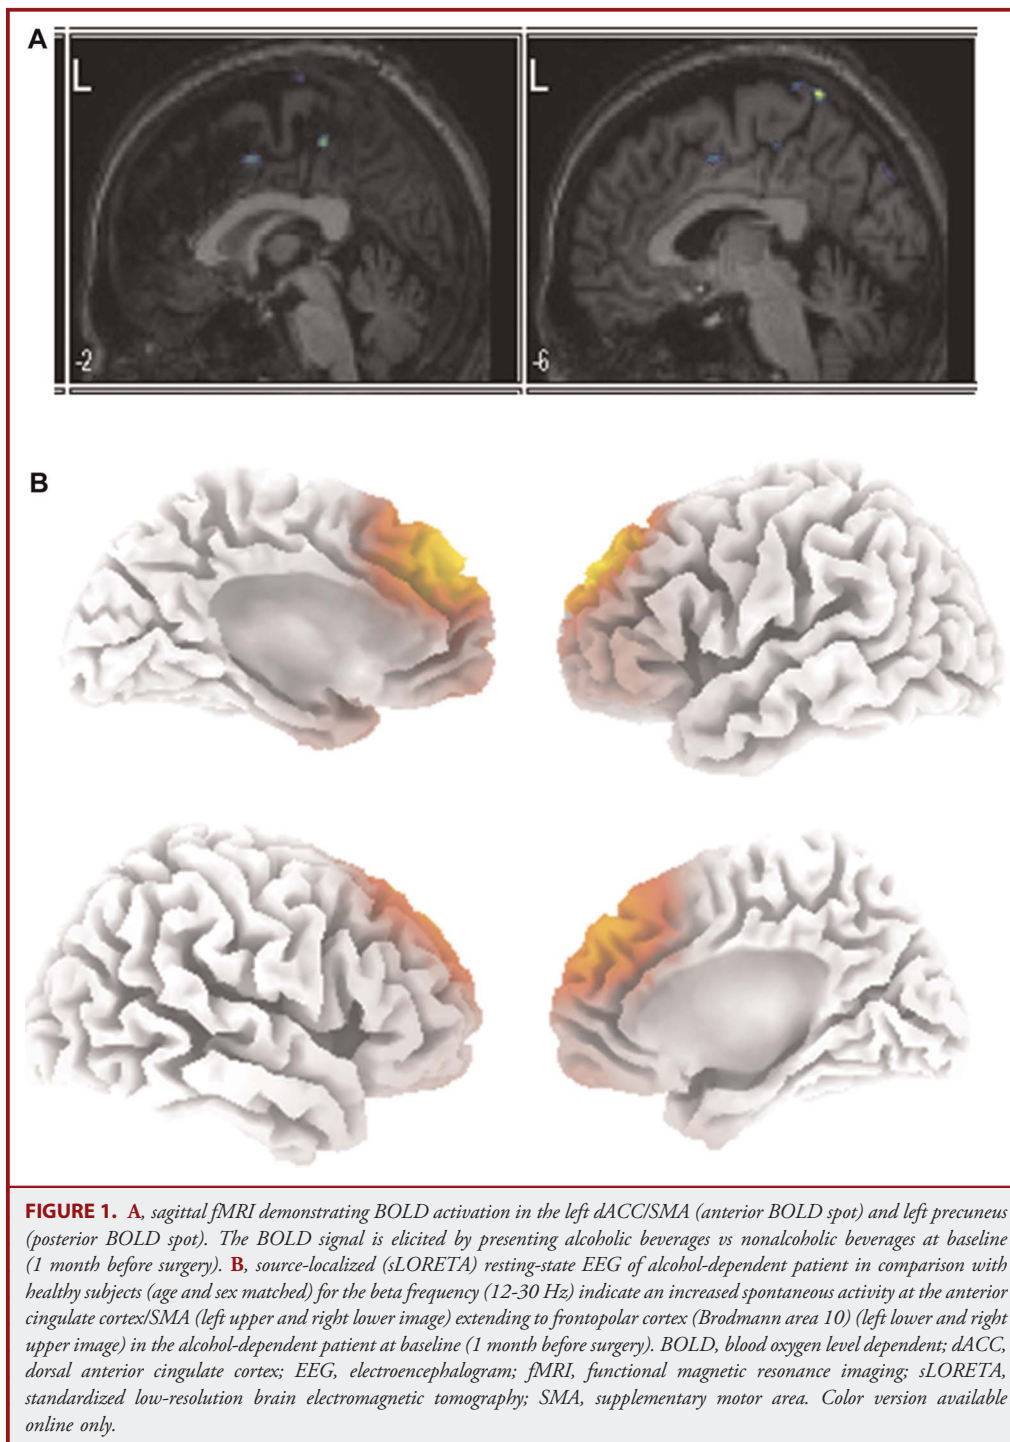 A
L
L
-2
-6
B
FIGURE 1. A, sagittal fMRI demonstrating BOLD activation in the left dACC/SMA (anterior BOLD spot) and left precuneus
(posterior BOLD spot). The BOLD signal is elicited by presenting alcoholic beverages vs nonalcoholic beverages at baseline
(1 month before surgery). B, source-localized (sLORETA) resting-state EEG of alcohol-dependent patient in comparison with
healthy subjects (age and sex matched) for the beta frequency (12-30 Hz) indicate an increased spontaneous activity at the anterior
cingulate cortex/SMA (left upper and right lower image) extending to frontopolar cortex (Brodmann area 10) (left lower and right
upper image) in the alcohol-dependent patient at baseline (1 month before surgery). BOLD, blood oxygen level dependent; dACC,
dorsal anterior cingulate cortex; EEG, electroencephalogram; fMRI, functional magnetic resonance imaging; sLORETA,
standardized low-resolution brain electromagnetic tomography; SMA, supplementary motor area. Color version available
online only.